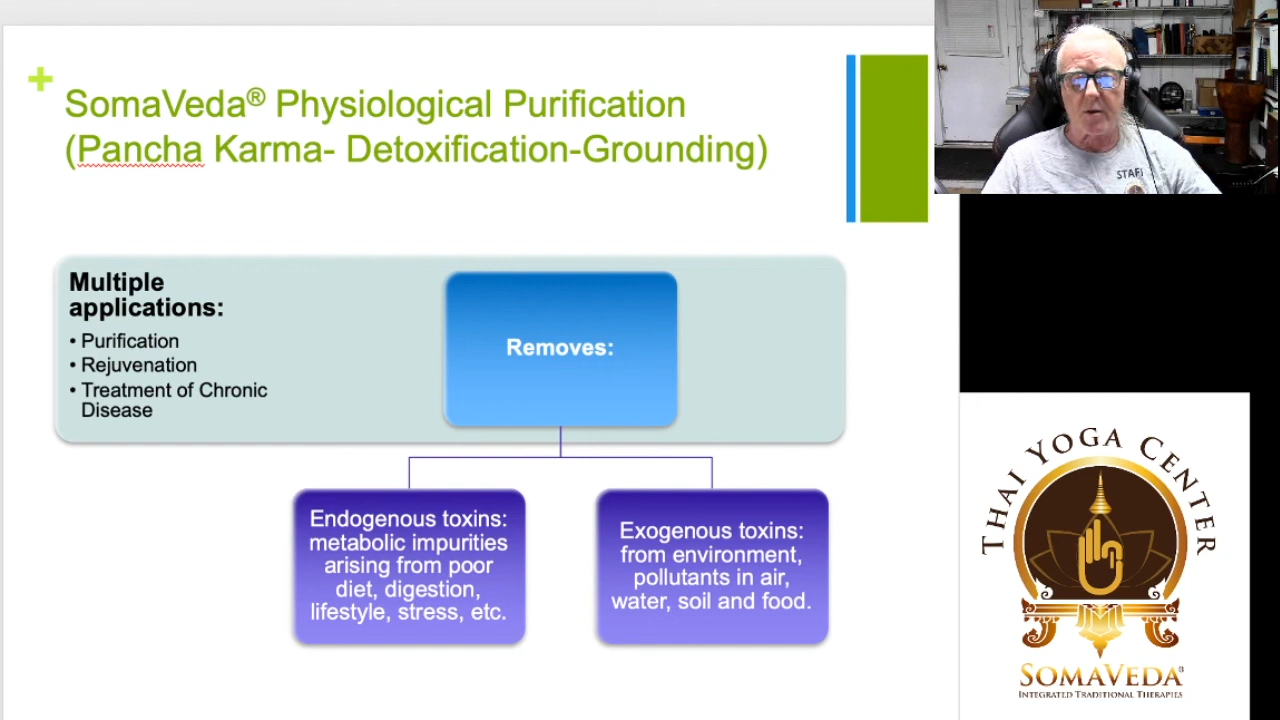 +
SomaVeda® Physiological Purification
(Pancha Karma- Detoxification-Grounding)
Multiple
applications:
• Purification
• Rejuvenation
• Treatment of Chronic
Disease
Removes:
Endogenous toxins:
metabolic impurities
arising from poor
diet, digestion,
lifestyle, stress, etc.
Exogenous toxins:
from environment,
pollutants in air,
water, soil and food.
STAF
THAI YOGA CENTER
SOMAVEDA®
INTEGRATED TRADITIONAL THERAPIES